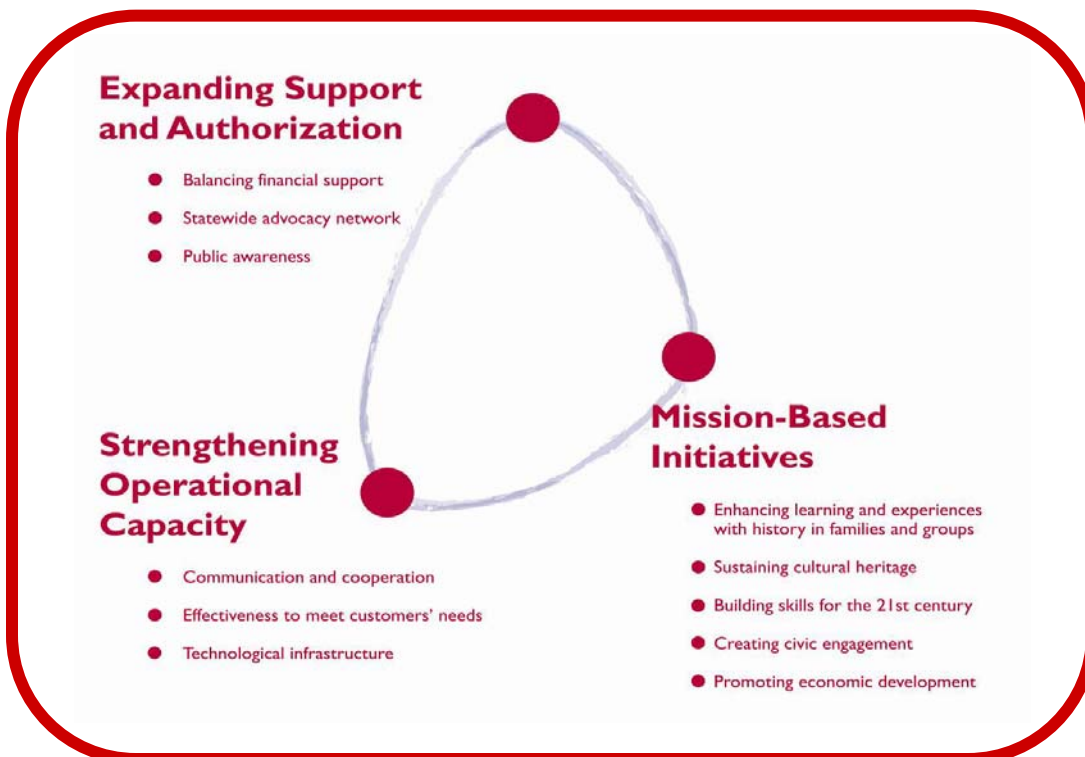 Expanding Support
and Authorization
● Balancing financial support
● Statewide advocacy network
● Public awareness
Strengthening
Operational
Capacity
● Communication and cooperation
● Effectiveness to meet customers' needs
● Technological infrastructure
Mission-Based
Initiatives
● Enhancing learning and experiences
with history in families and groups
● Sustaining cultural heritage
● Building skills for the 21st century
● Creating civic engagement
● Promoting economic development